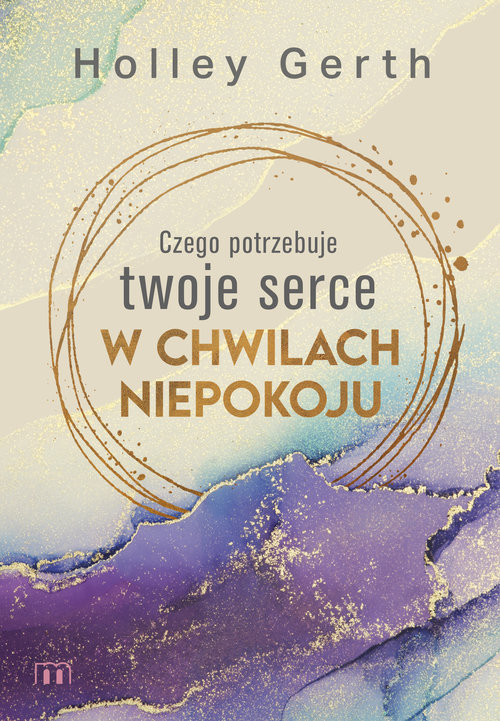 Holley Gerth
Czego potrzebuje
twoje serce
W CHWILACH
NIEPOKOJU